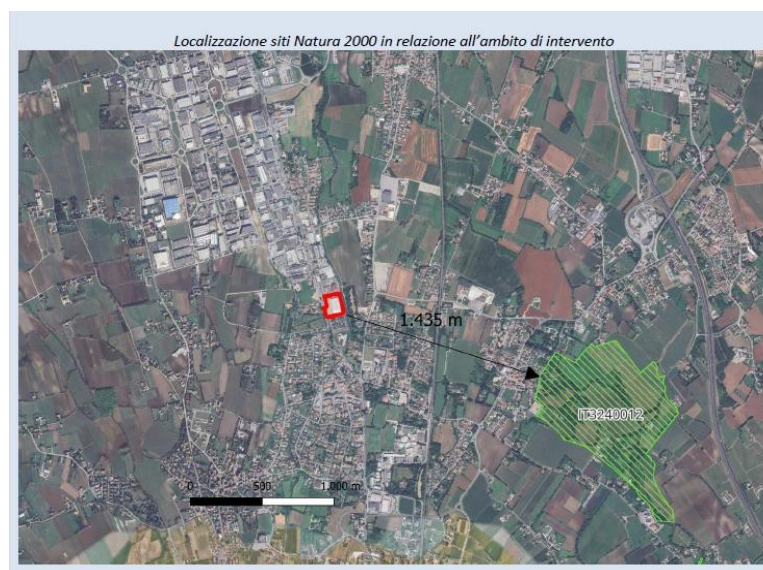 Localizzazione siti Natura 2000 in relazione all'ambito di intervento
1.435 m
IT3240012
0 500 1.000 m